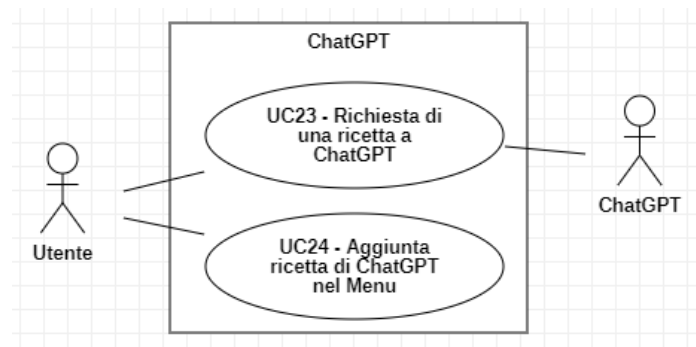 ChatGPT
UC23 - Richiesta di
una ricetta a
ChatGPT
ChatGPT
Utente
UC24 - Aggiunta
ricetta di ChatGPT
nel Menu